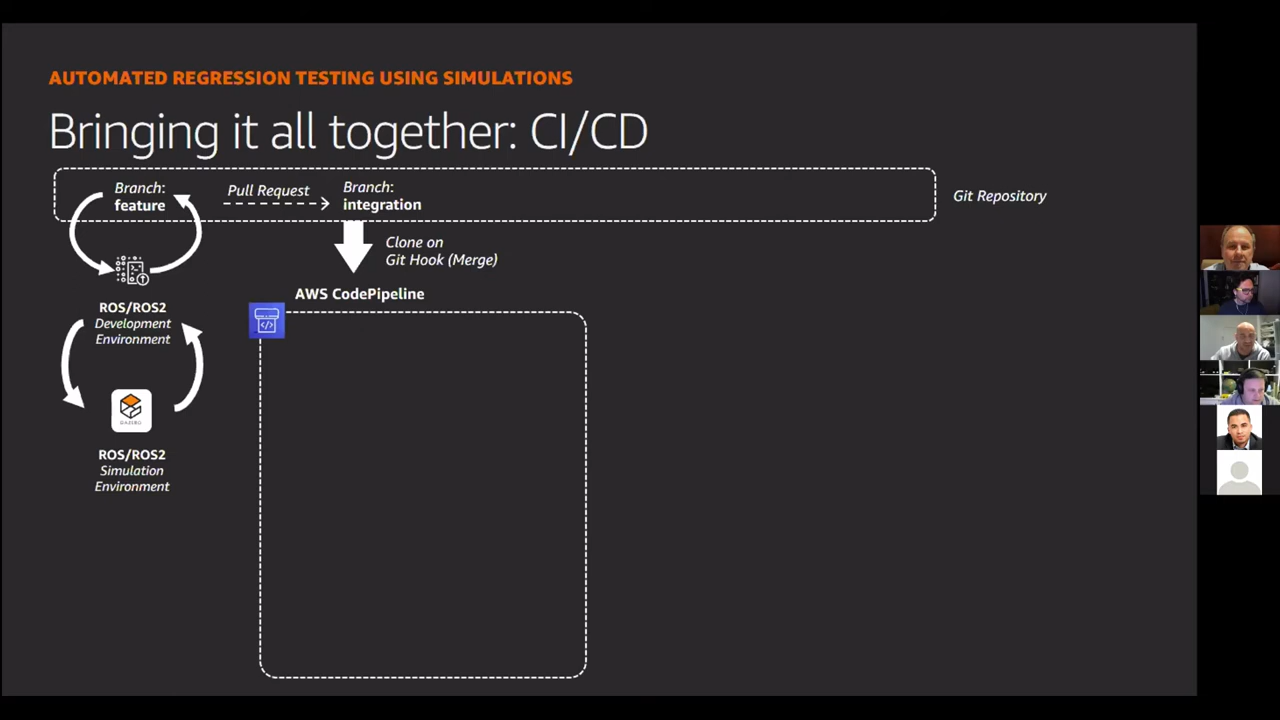 AUTOMATED REGRESSION TESTING USING SIMULATIONS
Bringing it all together: CI/CD
Branch:
feature
Pull Request
Branch:
integration
Git Repository
Clone on
Git Hook (Merge)
AWS CodePipeline
ROS/ROS2
Development
Environment
GAZEBO
ROS/ROS2
Simulation
Environment